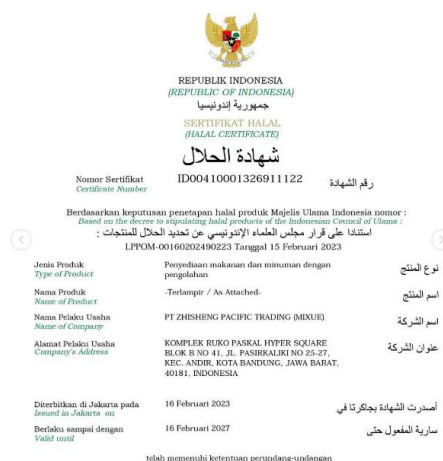 REPUBLIK INDONESIA
(REPUBLIC OF INDONESIA)
جمهورية إندونيسيا
SERTIFIKAT HALAL
(HALAL CERTIFICATE)
شهادة الحلال
Nomor Sertifikat ID00410001326911122 رقم الشهادة
Certificate Number
Berdasarkan keputusan penetapan halal produk Majelis Ulama Indonesia nomor :
Based on the decree to stipulating halal products of the Indonesian Council of Ulama :
استنادا على قرار مجلس العلماء الإندونيسي عن تحديد الحلال للمنتجات :
LPPOM-00160202490223 Tanggal 15 Februari 2023
Jenis Produk Penyediaan makanan dan minuman dengan نوع المنتج
Type of Product pengolahan
Nama Produk -Terlampir / As Attached- اسم المنتج
Name of Product
Nama Pelaku Usaha PT ZHISHENG PACIFIC TRADING (MIXUE) اسم الشركة
Name of Company
Alamat Pelaku Usaha KOMPLEK RUKO PASKAL HYPER SQUARE عنوان الشركة
Company's Address BLOK B NO 41, JL. PASIRKALIKI NO 25-27,
KEC. ANDIR, KOTA BANDUNG, JAWA BARAT,
40181, INDONESIA
Diterbitkan di Jakarta pada 16 Februari 2023 أصدرت الشهادة بجاكرتا في
Issued in Jakarta on
Berlaku sampai dengan 16 Februari 2027 سارية المفعول حتى
Valid until
telah memenuhi ketentuan perundang-undangan